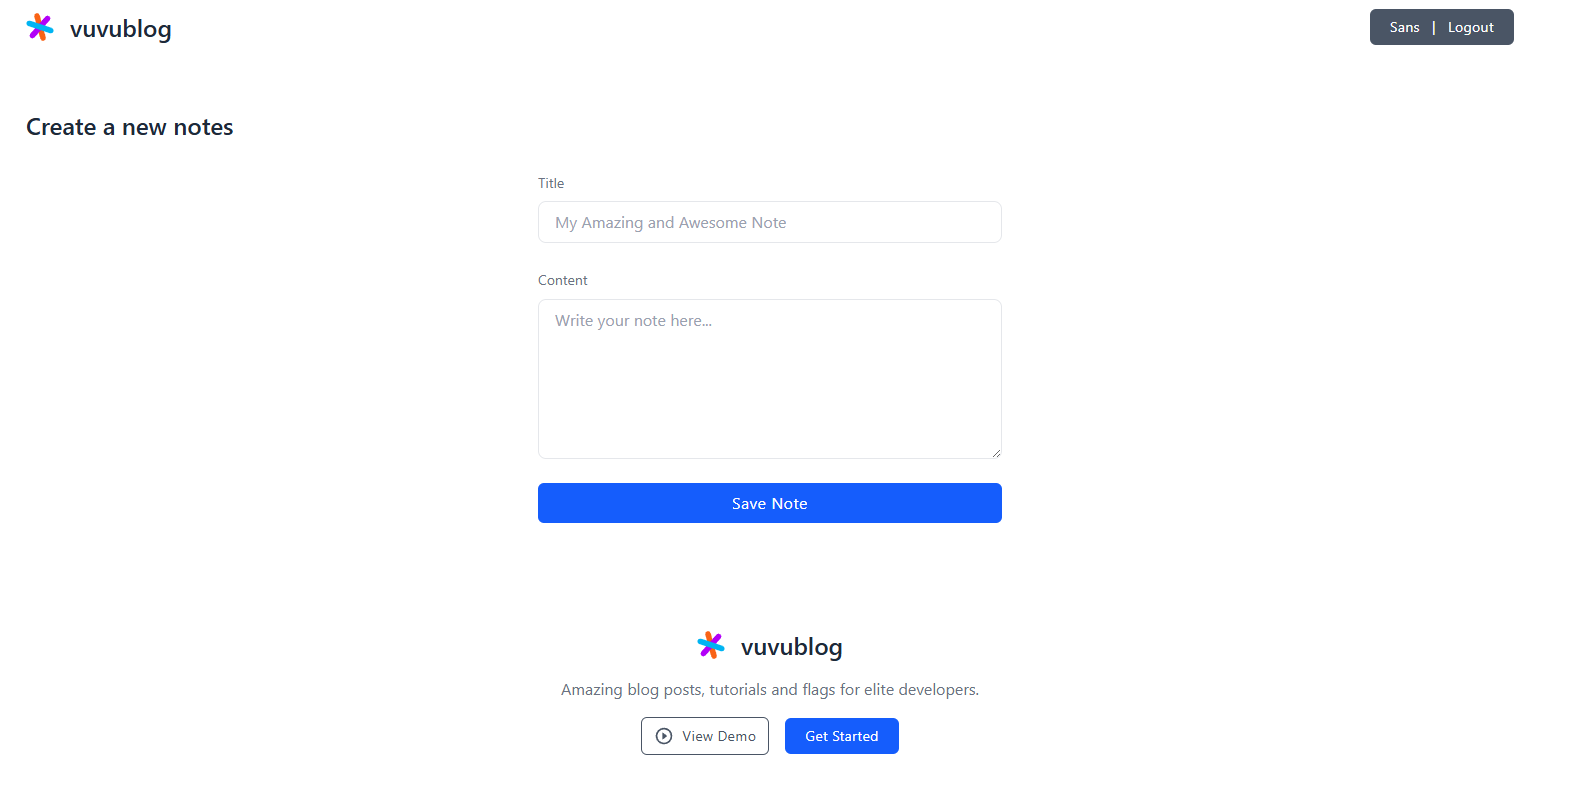 vuvublog
Sans | Logout
Create a new notes
Title
My Amazing and Awesome Note
Content
Write your note here...
Save Note
vuvublog
Amazing blog posts, tutorials and flags for elite developers.
View Demo
Get Started